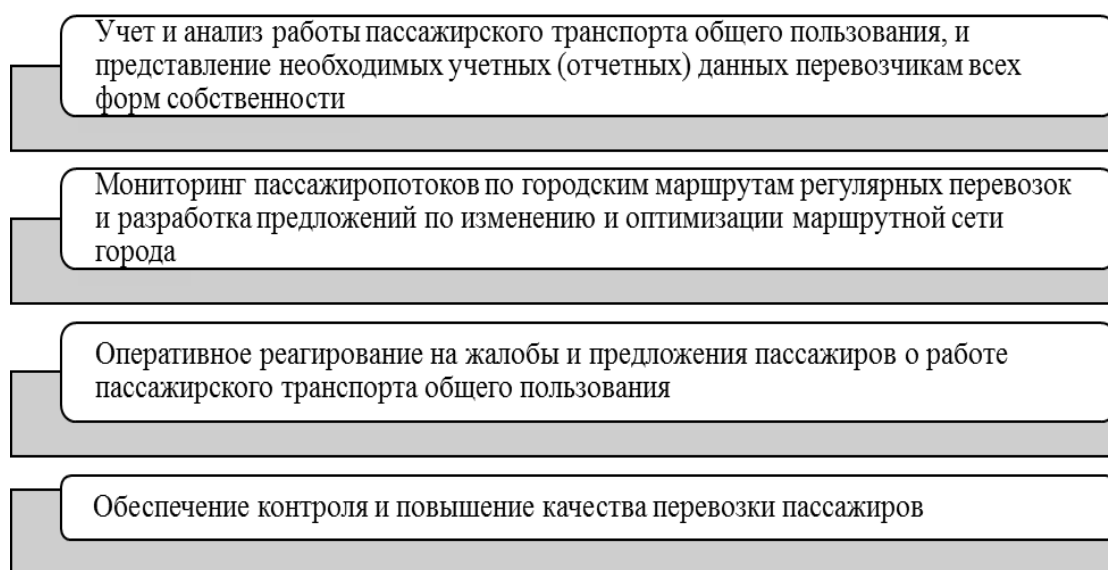 Учет и анализ работы пассажирского транспорта общего пользования, и
представление необходимых учетных (отчетных) данных перевозчикам всех
форм собственности
Мониторинг пассажиропотоков по городским маршрутам регулярных перевозок
и разработка предложений по изменению и оптимизации маршрутной сети
города
Оперативное реагирование на жалобы и предложения пассажиров о работе
пассажирского транспорта общего пользования
Обеспечение контроля и повышение качества перевозки пассажиров